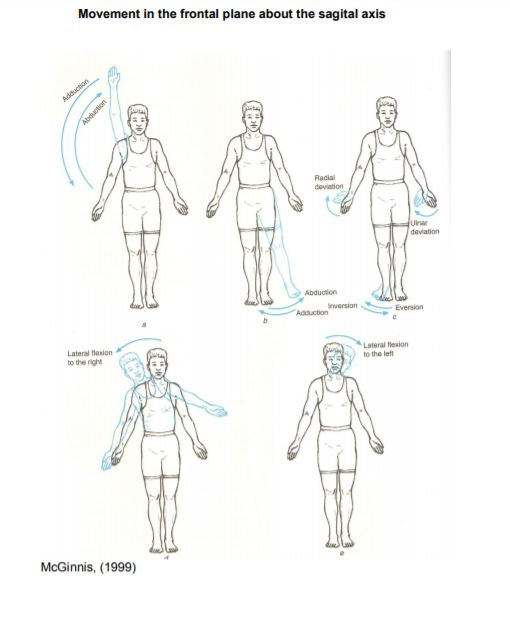 Movement in the frontal plane about the sagital axis
Adduction
Abduction
a
Abduction
Adduction
b
Radial
deviation
Ulnar
deviation
Inversion
Eversion
c
Lateral flexion
to the right
d
Lateral flexion
to the left
e
McGinnis, (1999)